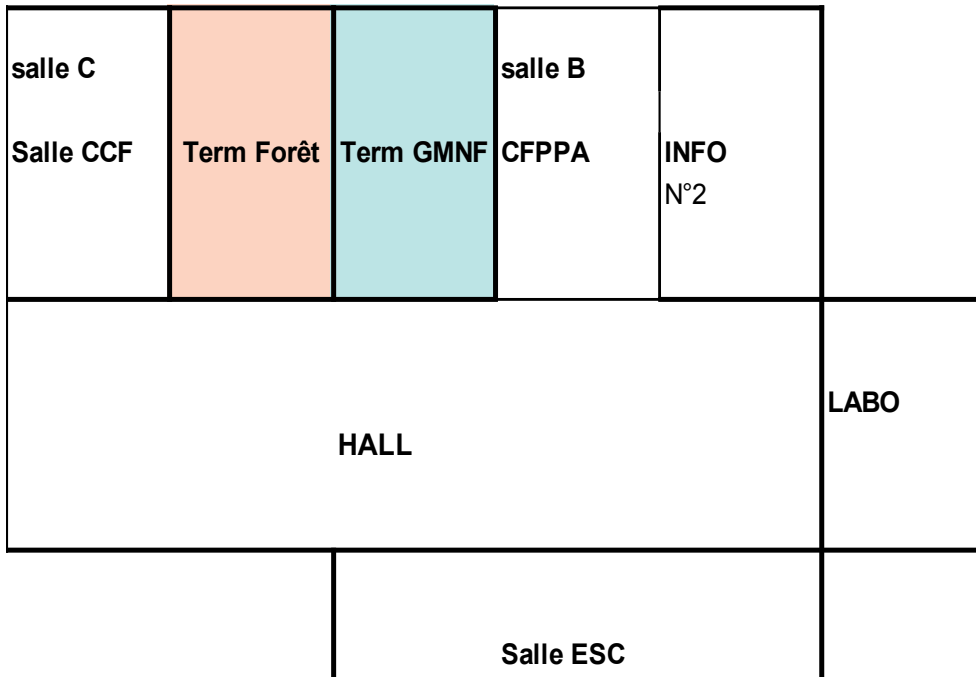 salle C
Salle CCF
Term Forêt
Term GMNF
salle B
CFPPA
INFO
N°2
HALL
LABO
Salle ESC